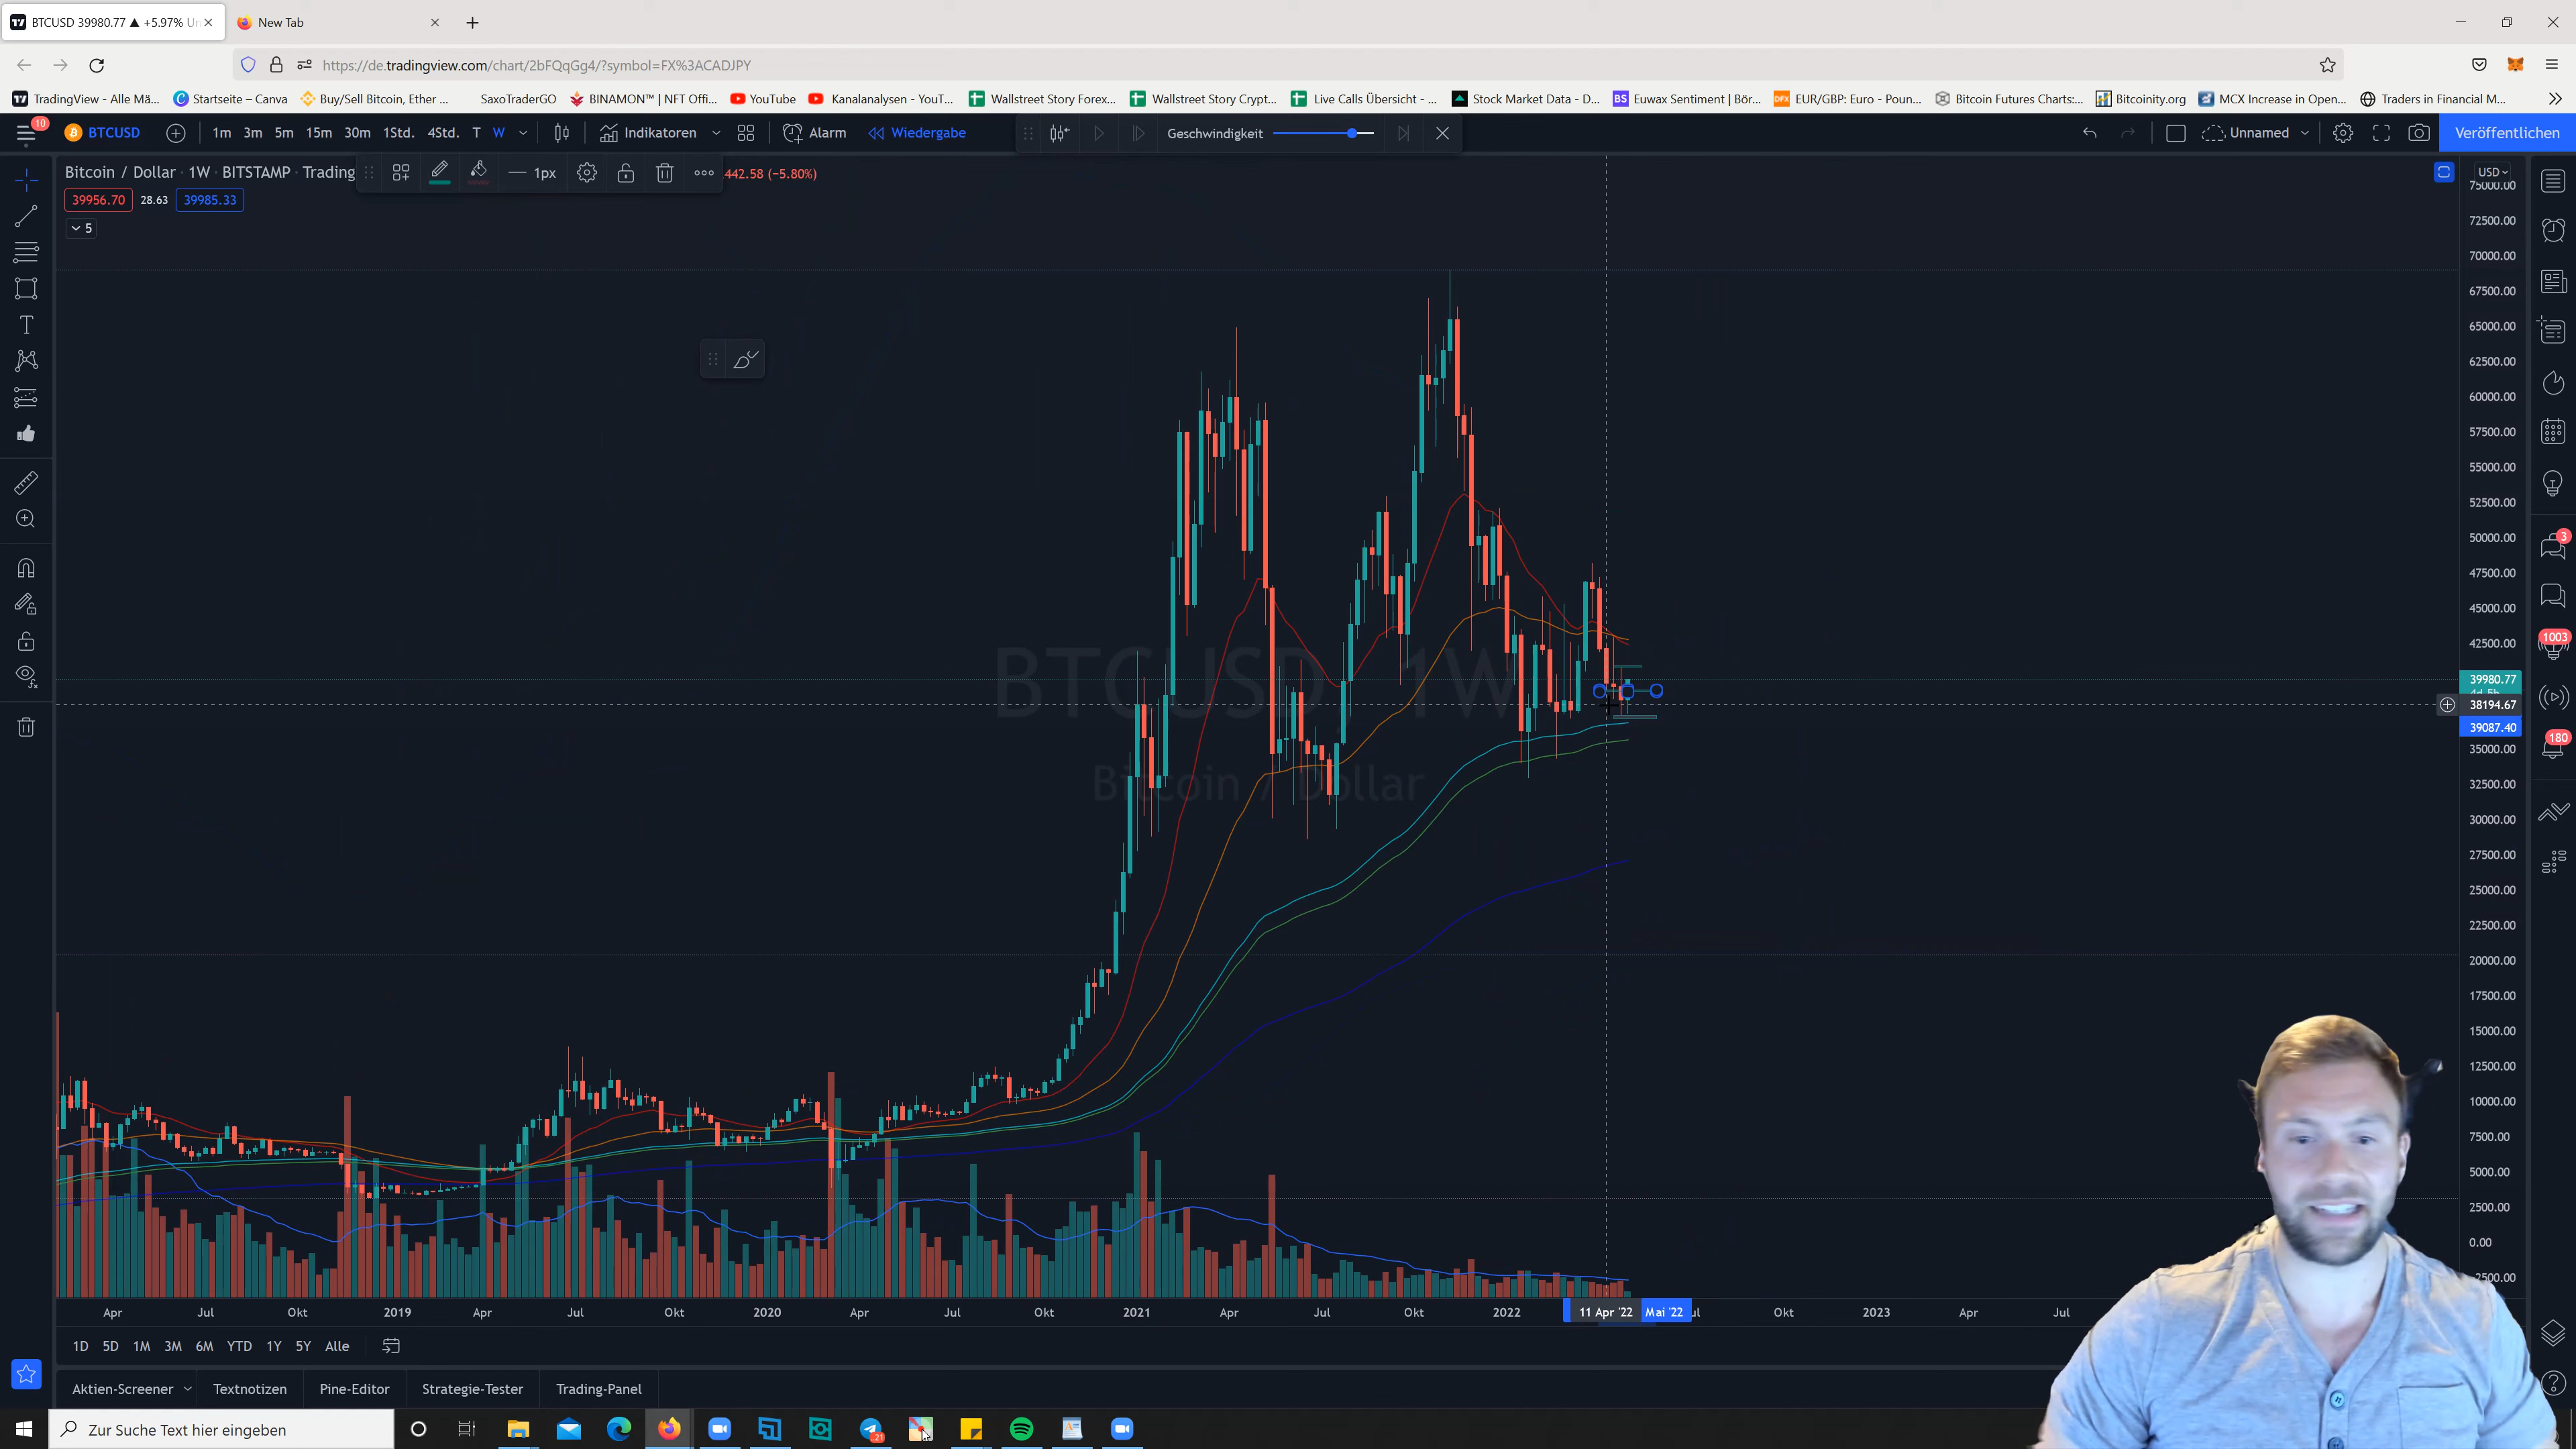 BTCUSD 39980.77 ▲ +5.97% Un
New Tab
https://de.tradingview.com/chart/2bFQqGg4/?symbol=FX%3ACADJPY
TradingView - Alle Mä... Startseite – Canva Buy/Sell Bitcoin, Ether ... SaxoTraderGO BINAMON™ | NFT Offi... YouTube Kanalanalysen - YouT... Wallstreet Story Forex... Wallstreet Story Crypt... Live Calls Übersicht - ... Stock Market Data - D... BS Euwax Sentiment | Bör... DFX EUR/GBP: Euro - Poun... Bitcoin Futures Charts:... Bitcoinity.org MCX Increase in Open... Traders in Financial M...
10 BTCUSD 1m 3m 5m 15m 30m 1Std. 4Std. T W Indikatoren Alarm Wiedergabe Geschwindigkeit Unnamed Veröffentlichen
Bitcoin / Dollar · 1W · BITSTAMP · Trading 1px 442.58 (−5.80%)
39956.70 28.63 39985.33
5
USD
75000.00
72500.00
70000.00
67500.00
65000.00
62500.00
60000.00
57500.00
55000.00
52500.00
50000.00
47500.00
45000.00
42500.00
39980.77
4d 5h
38194.67
39087.40
35000.00
32500.00
30000.00
27500.00
25000.00
22500.00
20000.00
17500.00
15000.00
12500.00
10000.00
7500.00
5000.00
2500.00
0.00
2500.00
3
1003
180
BTCUSD, 1W
Bitcoin / Dollar
Apr Jul Okt 2019 Apr Jul Okt 2020 Apr Jul Okt 2021 Apr Jul Okt 2022 11 Apr '22 Mai '22 ul Okt 2023 Apr Jul
1D 5D 1M 3M 6M YTD 1Y 5Y Alle
Aktien-Screener Textnotizen Pine-Editor Strategie-Tester Trading-Panel
Zur Suche Text hier eingeben
21